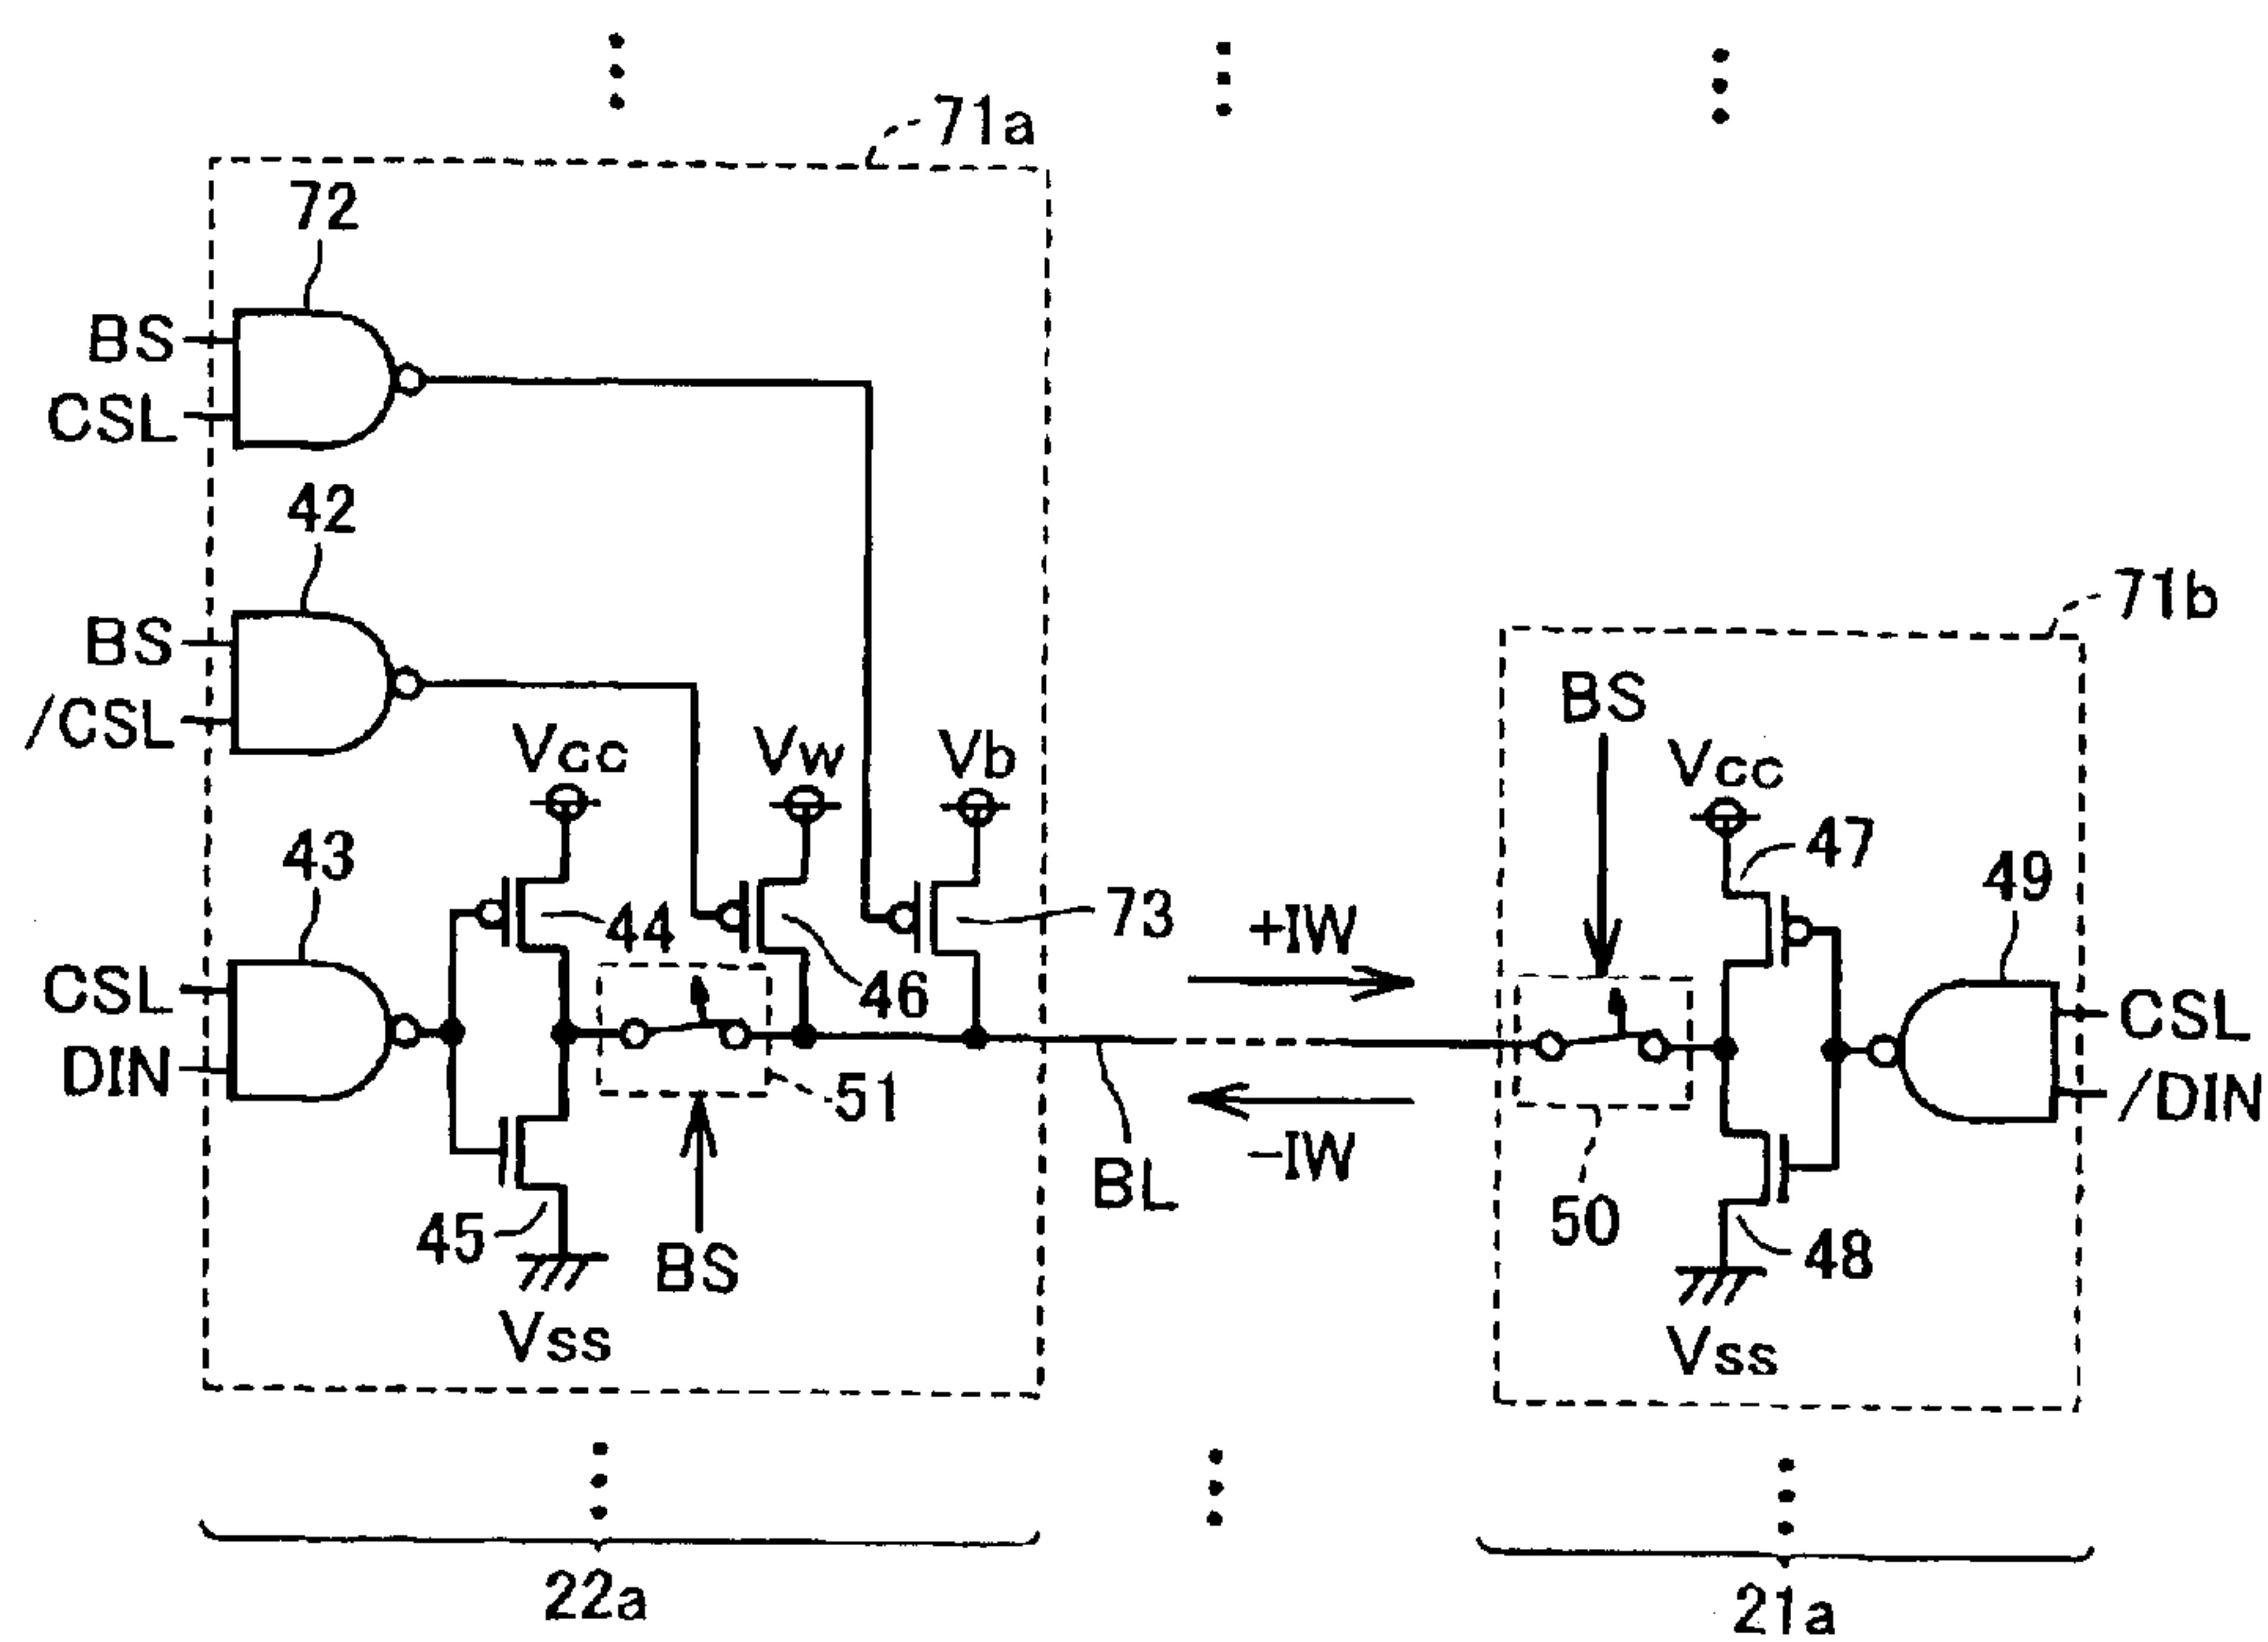 71a
72
BS
CSL
42
BS
/CSL
71b
BS
Vcc
Vw
Vb
Vcc
47
43
49
44
46
73
+IW
CSL
DIN
CSL
/DIN
51
-IW
BL
50
45
BS
48
Vss
Vss
22a
21a